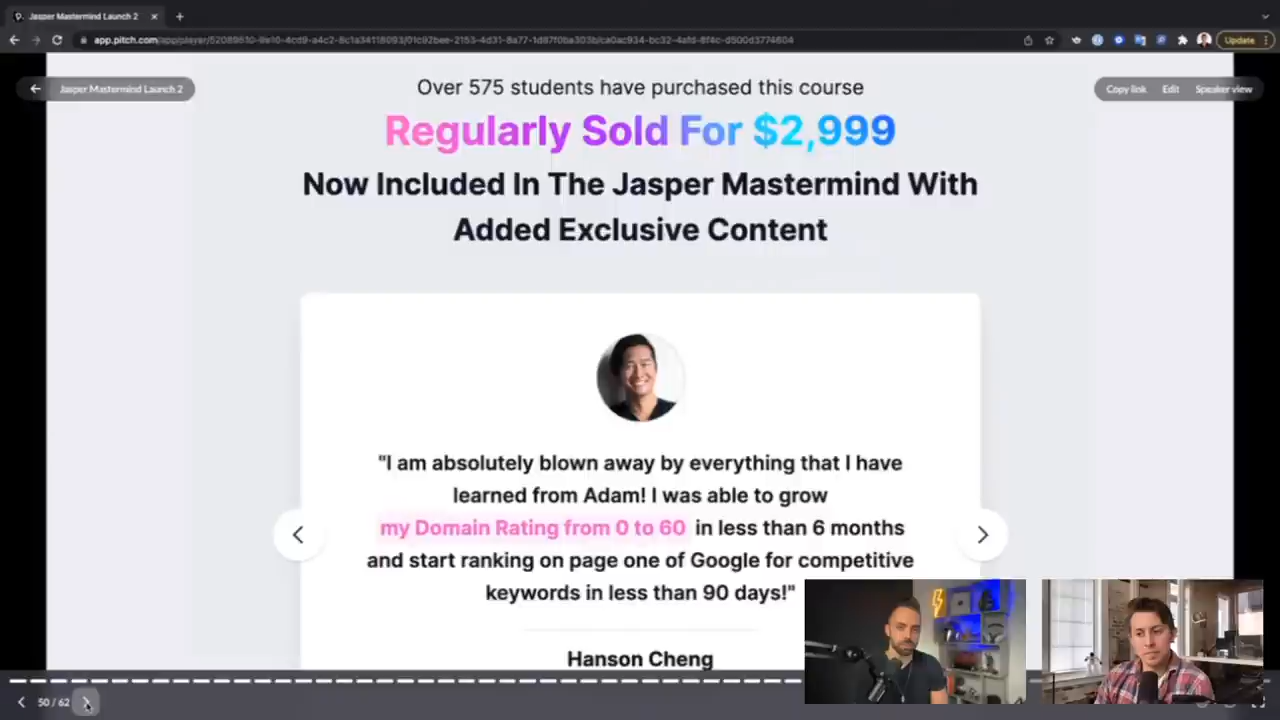 Jasper Mastermind Launch 2
Update
Jasper Mastermind Launch 2
Copy link
Edit
Speaker view
Over 575 students have purchased this course
Regularly Sold For $2,999
Now Included In The Jasper Mastermind With
Added Exclusive Content
"I am absolutely blown away by everything that I have
learned from Adam! I was able to grow
my Domain Rating from 0 to 60 in less than 6 months
and start ranking on page one of Google for competitive
keywords in less than 90 days!"
Hanson Cheng
50 / 62